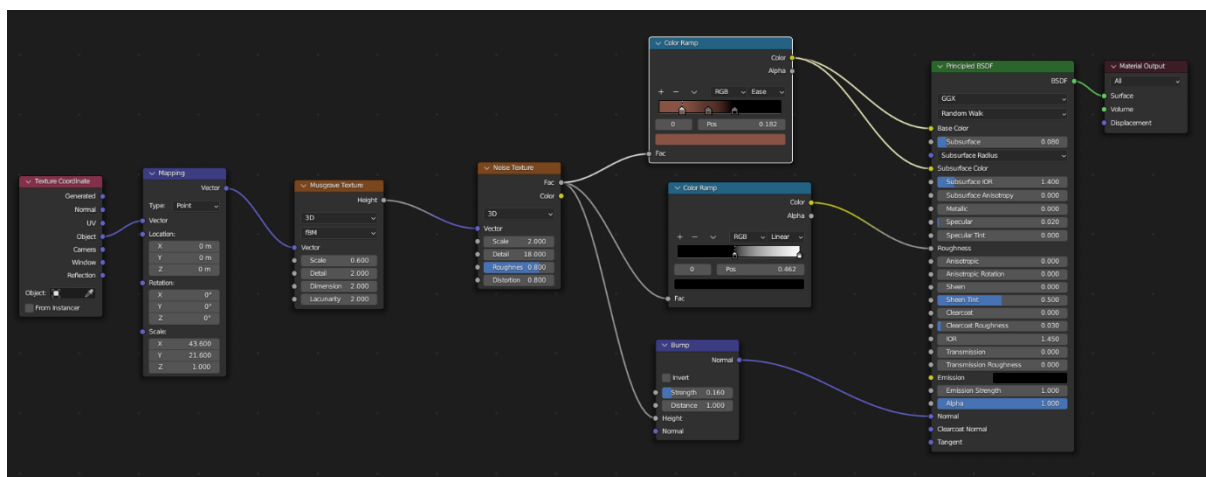 Texture Coordinate
Generated
Normal
UV
Object
Camera
Window
Reflection
Object:
From Instancer
Mapping
Vector
Type: Point
Vector
Location:
X 0 m
Y 0 m
Z 0 m
Rotation:
X 0°
Y 0°
Z 0°
Scale:
X 43.600
Y 21.600
Z 1.000
Musgrave Texture
Height
3D
fBM
Vector
Scale 0.600
Detail 2.000
Dimension 2.000
Lacunarity 2.000
Noise Texture
Fac
Color
3D
Vector
Scale 2.000
Detail 18.000
Roughnes 0.800
Distortion 0.800
Color Ramp
Color
Alpha
+ − RGB Ease
0 Pos 0.182
Fac
Color Ramp
Color
Alpha
+ − RGB Linear
0 Pos 0.462
Fac
Bump
Normal
Invert
Strength 0.160
Distance 1.000
Height
Normal
Principled BSDF
BSDF
GGX
Random Walk
Base Color
Subsurface 0.080
Subsurface Radius
Subsurface Color
Subsurface IOR 1.400
Subsurface Anisotropy 0.000
Metallic 0.000
Specular 0.020
Specular Tint 0.000
Roughness
Anisotropic 0.000
Anisotropic Rotation 0.000
Sheen 0.000
Sheen Tint 0.500
Clearcoat 0.000
Clearcoat Roughness 0.030
IOR 1.450
Transmission 0.000
Transmission Roughness 0.000
Emission
Emission Strength 1.000
Alpha 1.000
Normal
Clearcoat Normal
Tangent
Material Output
All
Surface
Volume
Displacement